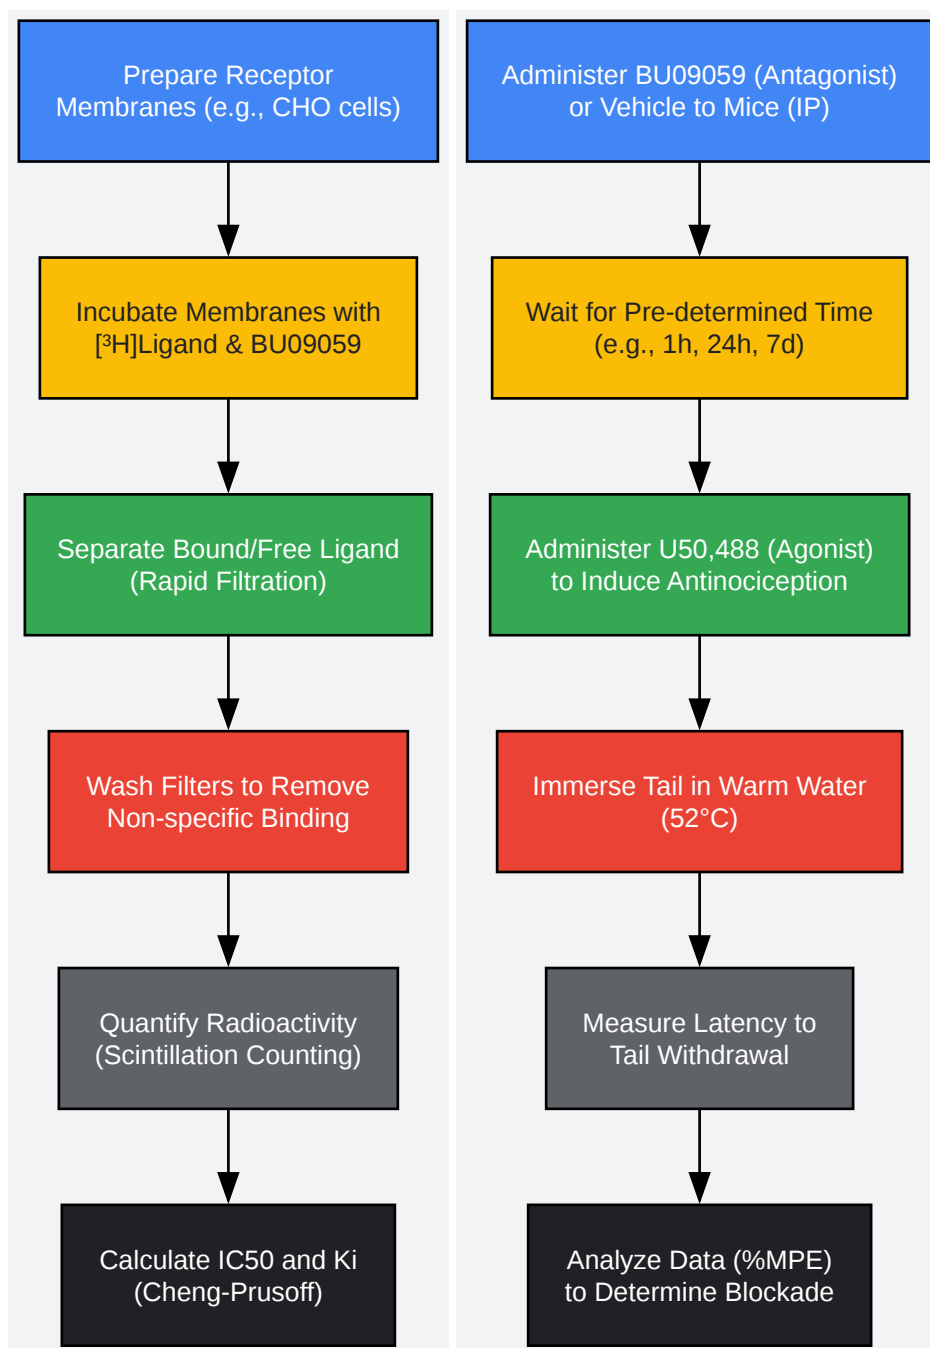 Prepare Receptor
Membranes (e.g., CHO cells)
Incubate Membranes with
[³H]Ligand & BU09059
Separate Bound/Free Ligand
(Rapid Filtration)
Wash Filters to Remove
Non-specific Binding
Quantify Radioactivity
(Scintillation Counting)
Calculate IC50 and Ki
(Cheng-Prusoff)
Administer BU09059 (Antagonist)
or Vehicle to Mice (IP)
Wait for Pre-determined Time
(e.g., 1h, 24h, 7d)
Administer U50,488 (Agonist)
to Induce Antinociception
Immerse Tail in Warm Water
(52°C)
Measure Latency to
Tail Withdrawal
Analyze Data (%MPE)
to Determine Blockade